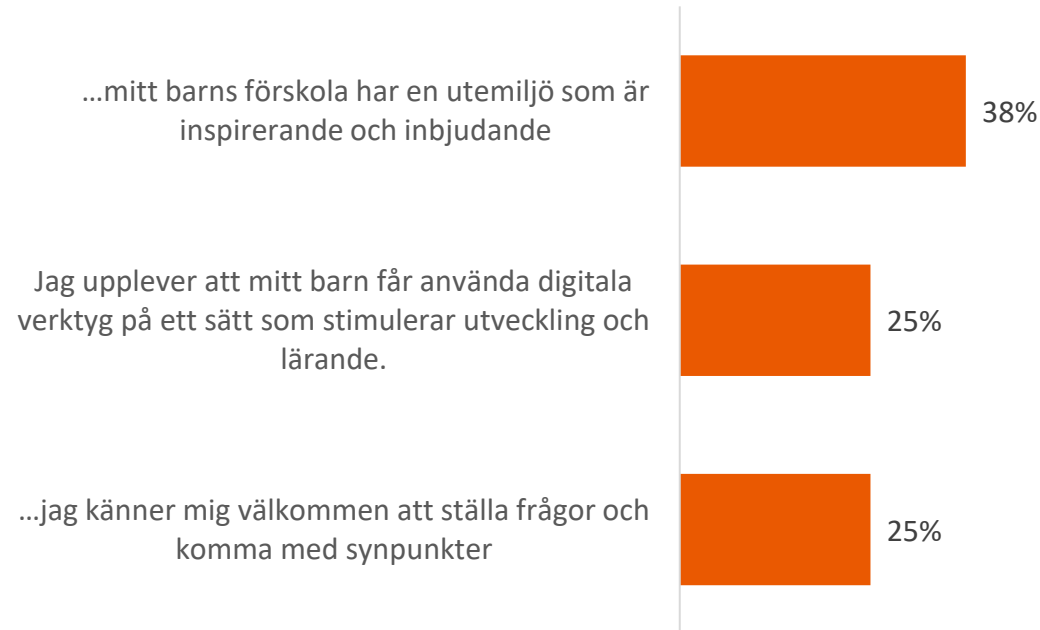 ...mitt barns förskola har en utemiljö som är
inspirerande och inbjudande
38%
Jag upplever att mitt barn får använda digitala
verktyg på ett sätt som stimulerar utveckling och
lärande.
25%
...jag känner mig välkommen att ställa frågor och
komma med synpunkter
25%